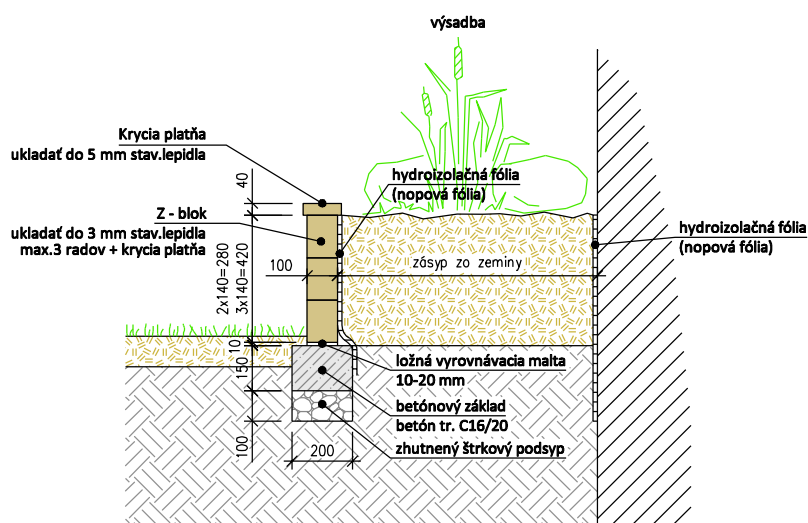 výsadba
Krycia platňa
ukladať do 5 mm stav.lepidla
40
hydroizolačná fólia
(nopová fólia)
Z - blok
ukladať do 3 mm stav.lepidla
max.3 radov + krycia platňa
hydroizolačná fólia
(nopová fólia)
2x140=280
3x140=420
100
zásyp zo zeminy
10
150
ložná vyrovnávacia malta
10-20 mm
betónový základ
betón tr. C16/20
100
200
zhutnený štrkový podsyp